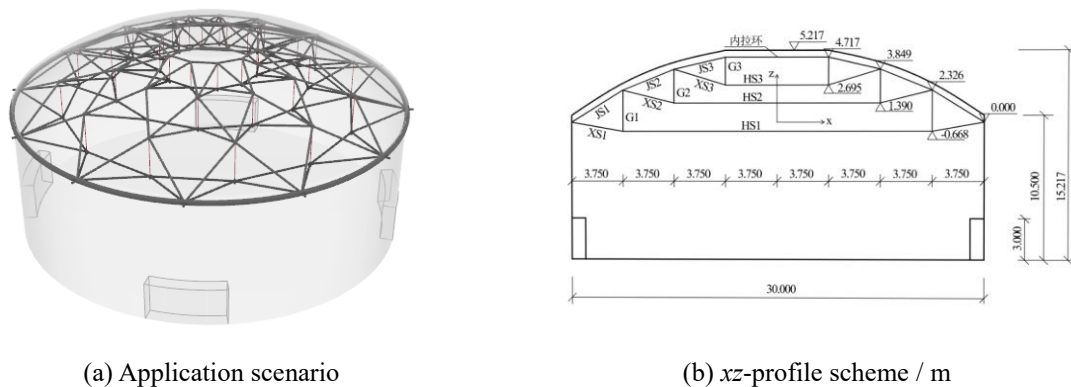 内拉环
5.217
4.717
3.849
2.326
0.000
JS3
G3
z
JS2
XS3
HS3
2.695
JS1
G2
XS2
HS2
1.390
G1
x
XS1
HS1
-0.668
3.750 3.750 3.750 3.750 3.750 3.750 3.750 3.750
3.000
10.500
15.217
30.000
(a) Application scenario
(b) xz-profile scheme / m